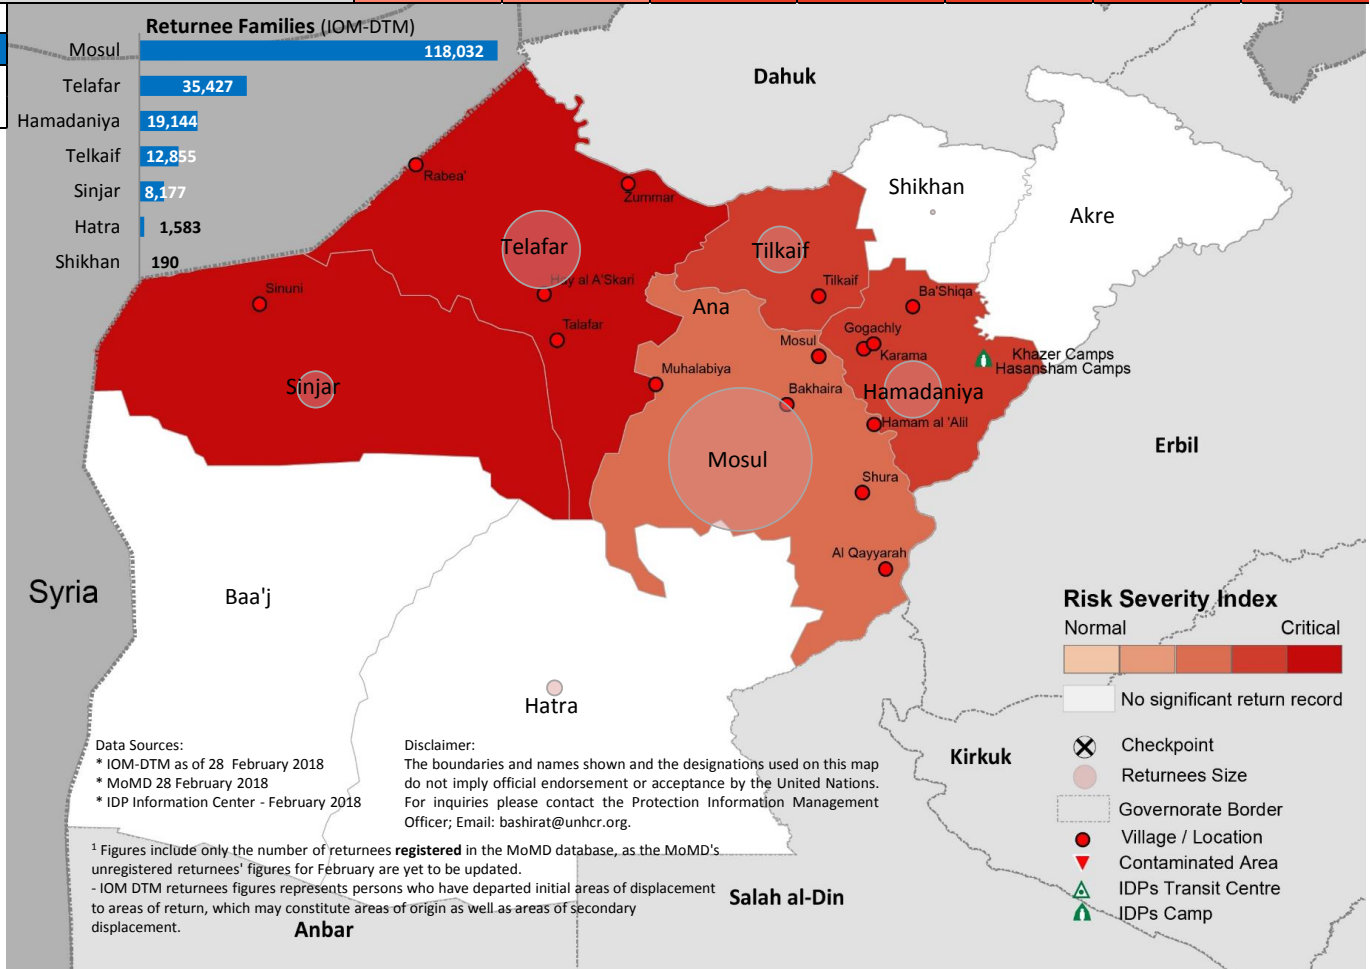 Returnee Families (IOM-DTM)
Mosul 118,032
Telafar 35,427
Hamadaniya 19,144
Telkaif 12,855
Sinjar 8,177
Hatra 1,583
Shikhan 190
Dahuk
Shikhan
Akre
Rabea'
Zummar
Telafar
Tilkaif
Hay al A'Skari
Sinuni
Tilkaif
Ba'Shiqa
Ana
Talafar
Gogachly
Mosul
Karama
Khazer Camps
Hasansham Camps
Muhalabiya
Sinjar
Bakhaira
Hamadaniya
Hamam al 'Alil
Erbil
Mosul
Shura
Al Qayyarah
Syria
Baa'j
Hatra
Kirkuk
Salah al-Din
Anbar
Risk Severity Index
Normal Critical
No significant return record
Checkpoint
Returnees Size
Governorate Border
Village / Location
Contaminated Area
IDPs Transit Centre
IDPs Camp
Data Sources:
* IOM-DTM as of 28 February 2018
* MoMD 28 February 2018
* IDP Information Center - February 2018
Disclaimer:
The boundaries and names shown and the designations used on this map
do not imply official endorsement or acceptance by the United Nations.
For inquiries please contact the Protection Information Management
Officer; Email: bashirat@unhcr.org.
¹ Figures include only the number of returnees registered in the MoMD database, as the MoMD's
unregistered returnees' figures for February are yet to be updated.
- IOM DTM returnees figures represents persons who have departed initial areas of displacement
to areas of return, which may constitute areas of origin as well as areas of secondary
displacement.